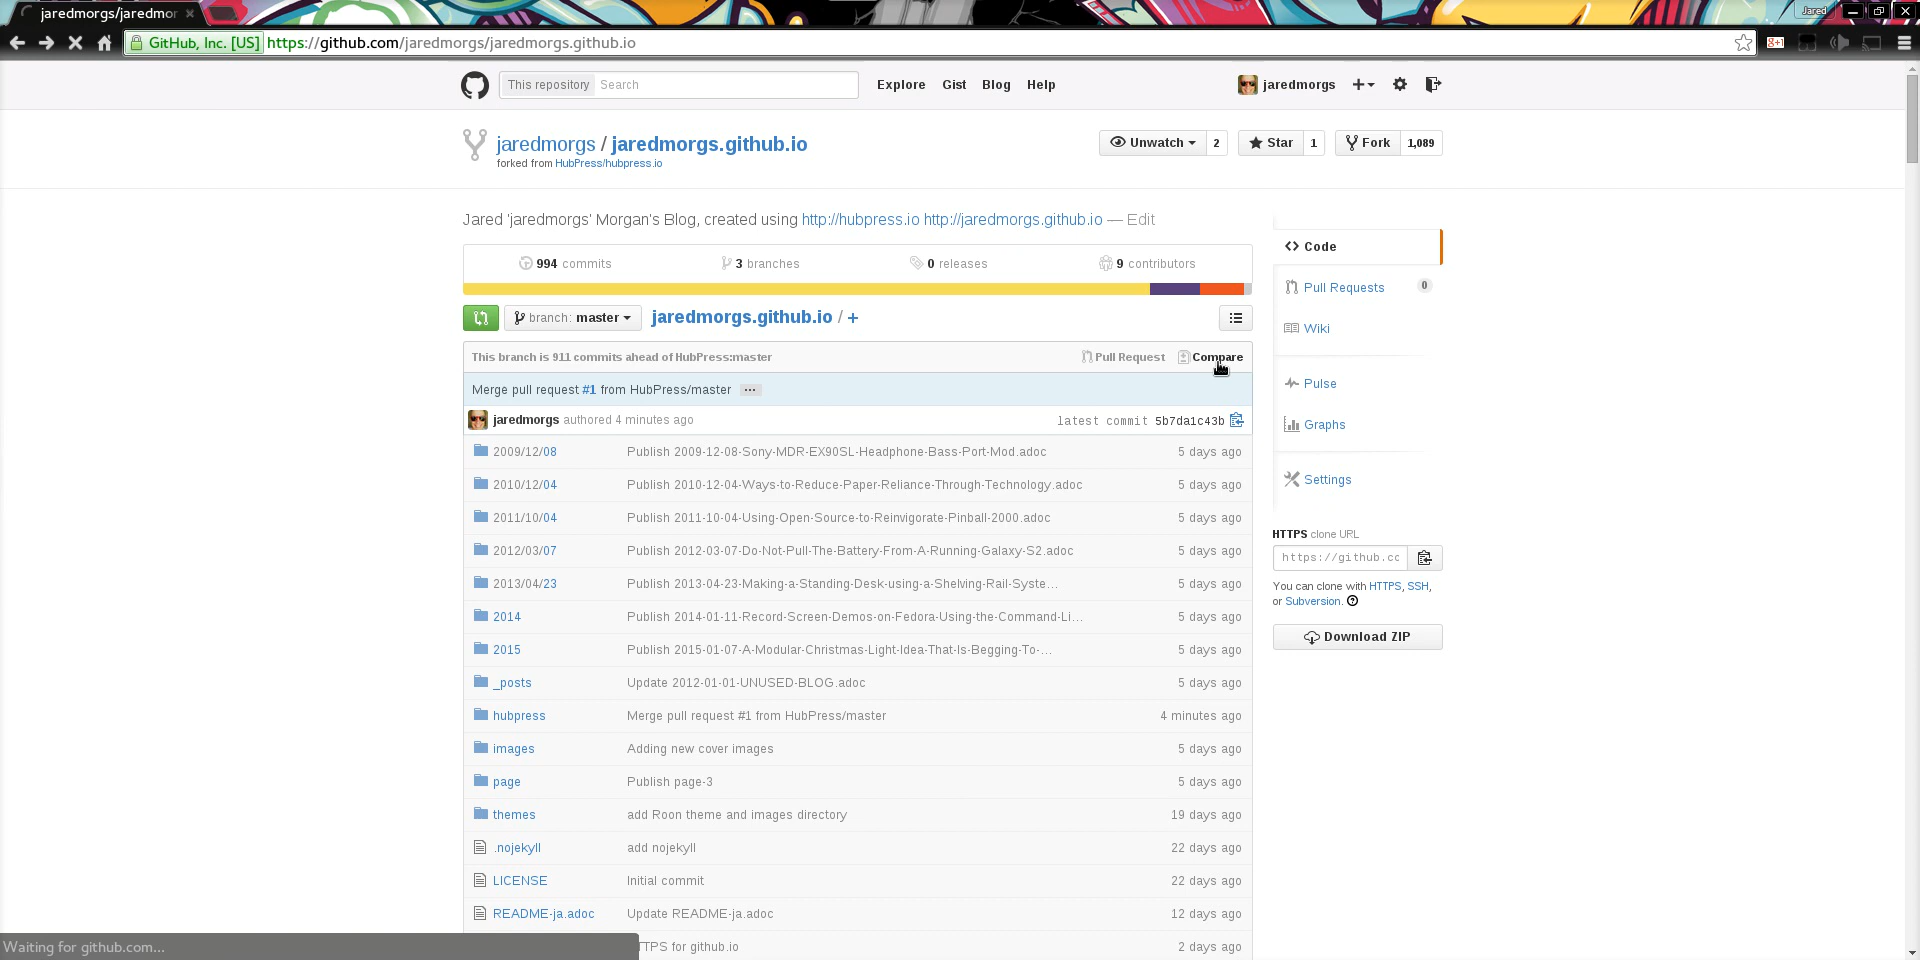 jaredmorgs/jaredmor
Jared
GitHub, Inc. [US] https://github.com/jaredmorgs/jaredmorgs.github.io
g+1
This repository Search Explore Gist Blog Help jaredmorgs
jaredmorgs / jaredmorgs.github.io Unwatch 2 Star 1 Fork 1,089
forked from HubPress/hubpress.io
Jared 'jaredmorgs' Morgan's Blog, created using http://hubpress.io http://jaredmorgs.github.io — Edit
994 commits 3 branches 0 releases 9 contributors
branch: master jaredmorgs.github.io / +
This branch is 911 commits ahead of HubPress:master Pull Request Compare
Merge pull request #1 from HubPress/master ...
jaredmorgs authored 4 minutes ago latest commit 5b7da1c43b
2009/12/08 Publish 2009-12-08-Sony-MDR-EX90SL-Headphone-Bass-Port-Mod.adoc 5 days ago
2010/12/04 Publish 2010-12-04-Ways-to-Reduce-Paper-Reliance-Through-Technology.adoc 5 days ago
2011/10/04 Publish 2011-10-04-Using-Open-Source-to-Reinvigorate-Pinball-2000.adoc 5 days ago
2012/03/07 Publish 2012-03-07-Do-Not-Pull-The-Battery-From-A-Running-Galaxy-S2.adoc 5 days ago
2013/04/23 Publish 2013-04-23-Making-a-Standing-Desk-using-a-Shelving-Rail-Syste... 5 days ago
2014 Publish 2014-01-11-Record-Screen-Demos-on-Fedora-Using-the-Command-Li... 5 days ago
2015 Publish 2015-01-07-A-Modular-Christmas-Light-Idea-That-Is-Begging-To-... 5 days ago
_posts Update 2012-01-01-UNUSED-BLOG.adoc 5 days ago
hubpress Merge pull request #1 from HubPress/master 4 minutes ago
images Adding new cover images 5 days ago
page Publish page-3 5 days ago
themes add Roon theme and images directory 19 days ago
.nojekyll add nojekyll 22 days ago
LICENSE Initial commit 22 days ago
README-ja.adoc Update README-ja.adoc 12 days ago
TTPS for github.io 2 days ago
Code
Pull Requests 0
Wiki
Pulse
Graphs
Settings
HTTPS clone URL
https://github.cc
You can clone with HTTPS, SSH,
or Subversion.
Download ZIP
Waiting for github.com...